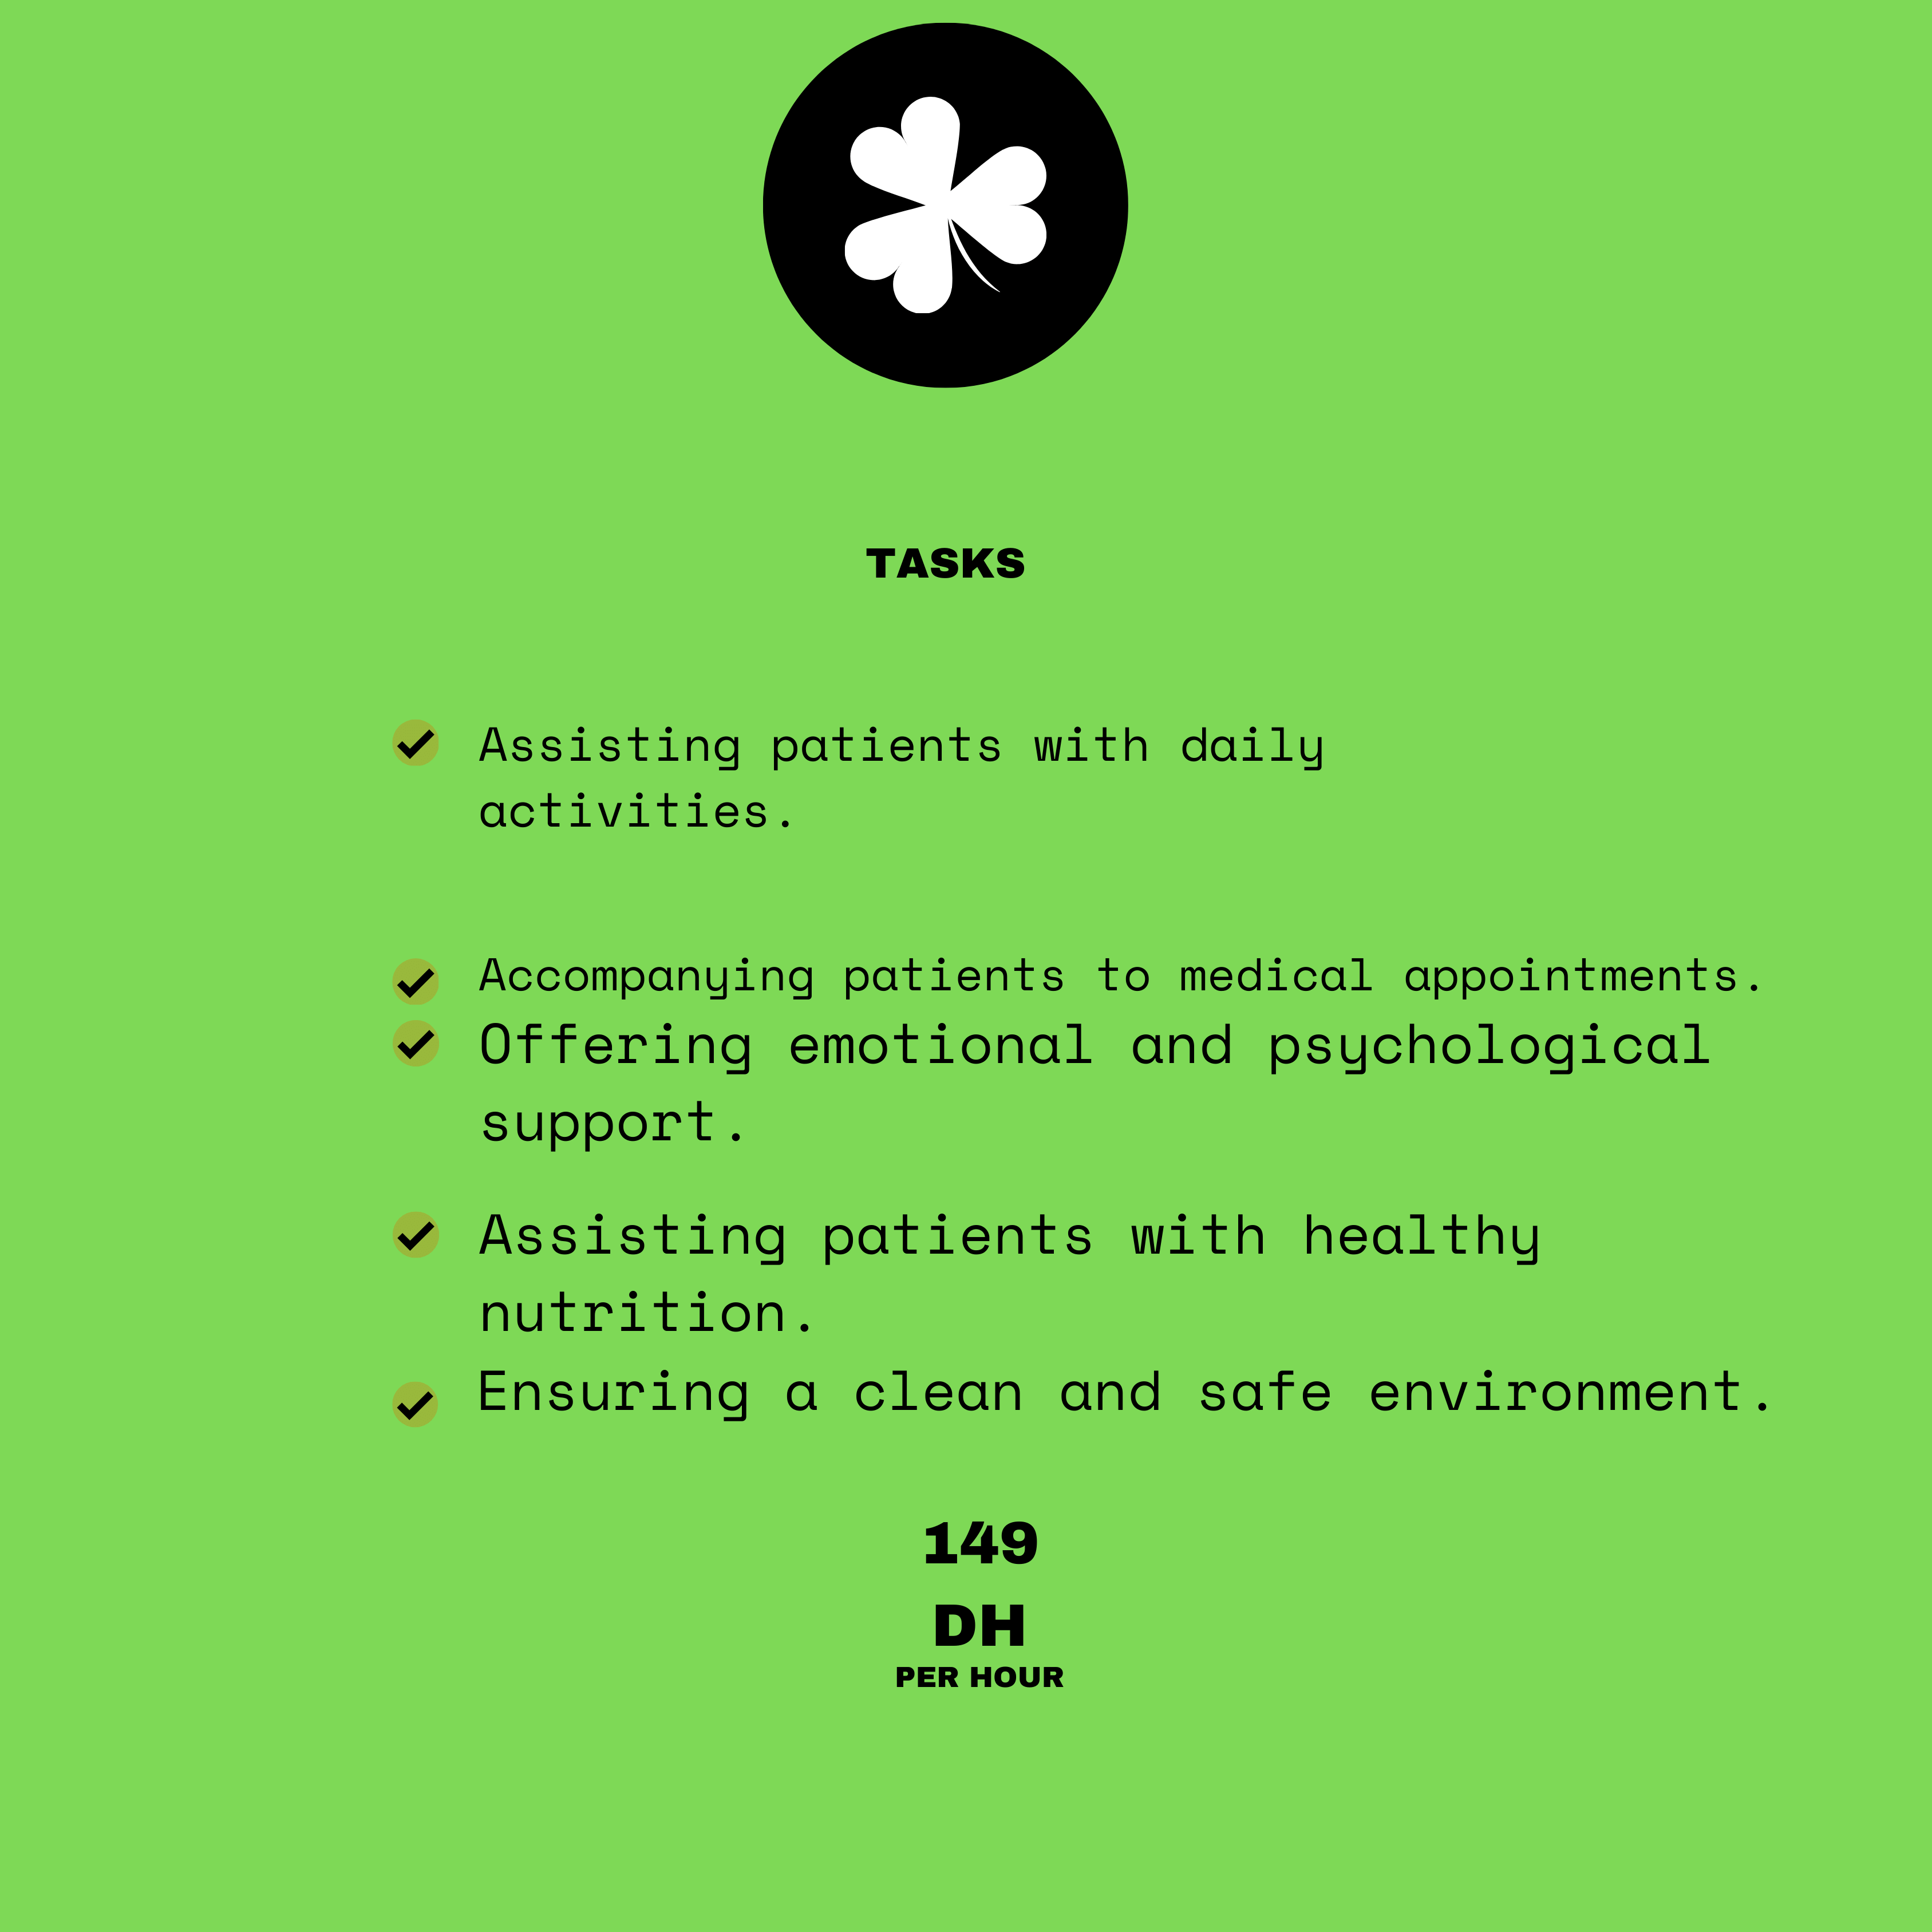 TASKS
Assisting patients with daily
activities.
Accompanying patients to medical appointments.
Offering emotional and psychological
support.
Assisting patients with healthy
nutrition.
Ensuring a clean and safe environment.
149
DH
PER HOUR